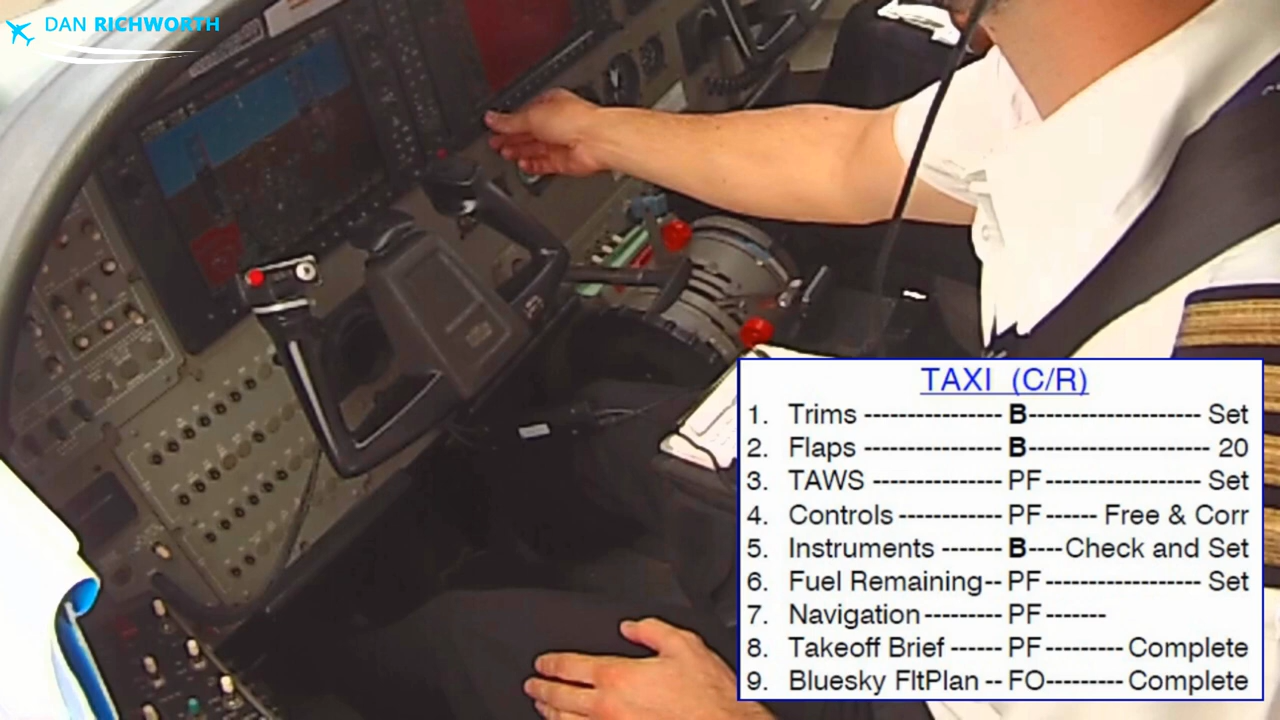 DAN RICHWORTH
TAXI (C/R)
1. Trims ---------------- B-------------------- Set
2. Flaps ---------------- B--------------------- 20
3. TAWS --------------- PF ------------------ Set
4. Controls ------------ PF ------ Free & Corr
5. Instruments ------- B----Check and Set
6. Fuel Remaining-- PF ------------------ Set
7. Navigation--------- PF -------
8. Takeoff Brief ------ PF --------- Complete
9. Bluesky FltPlan -- FO--------- Complete